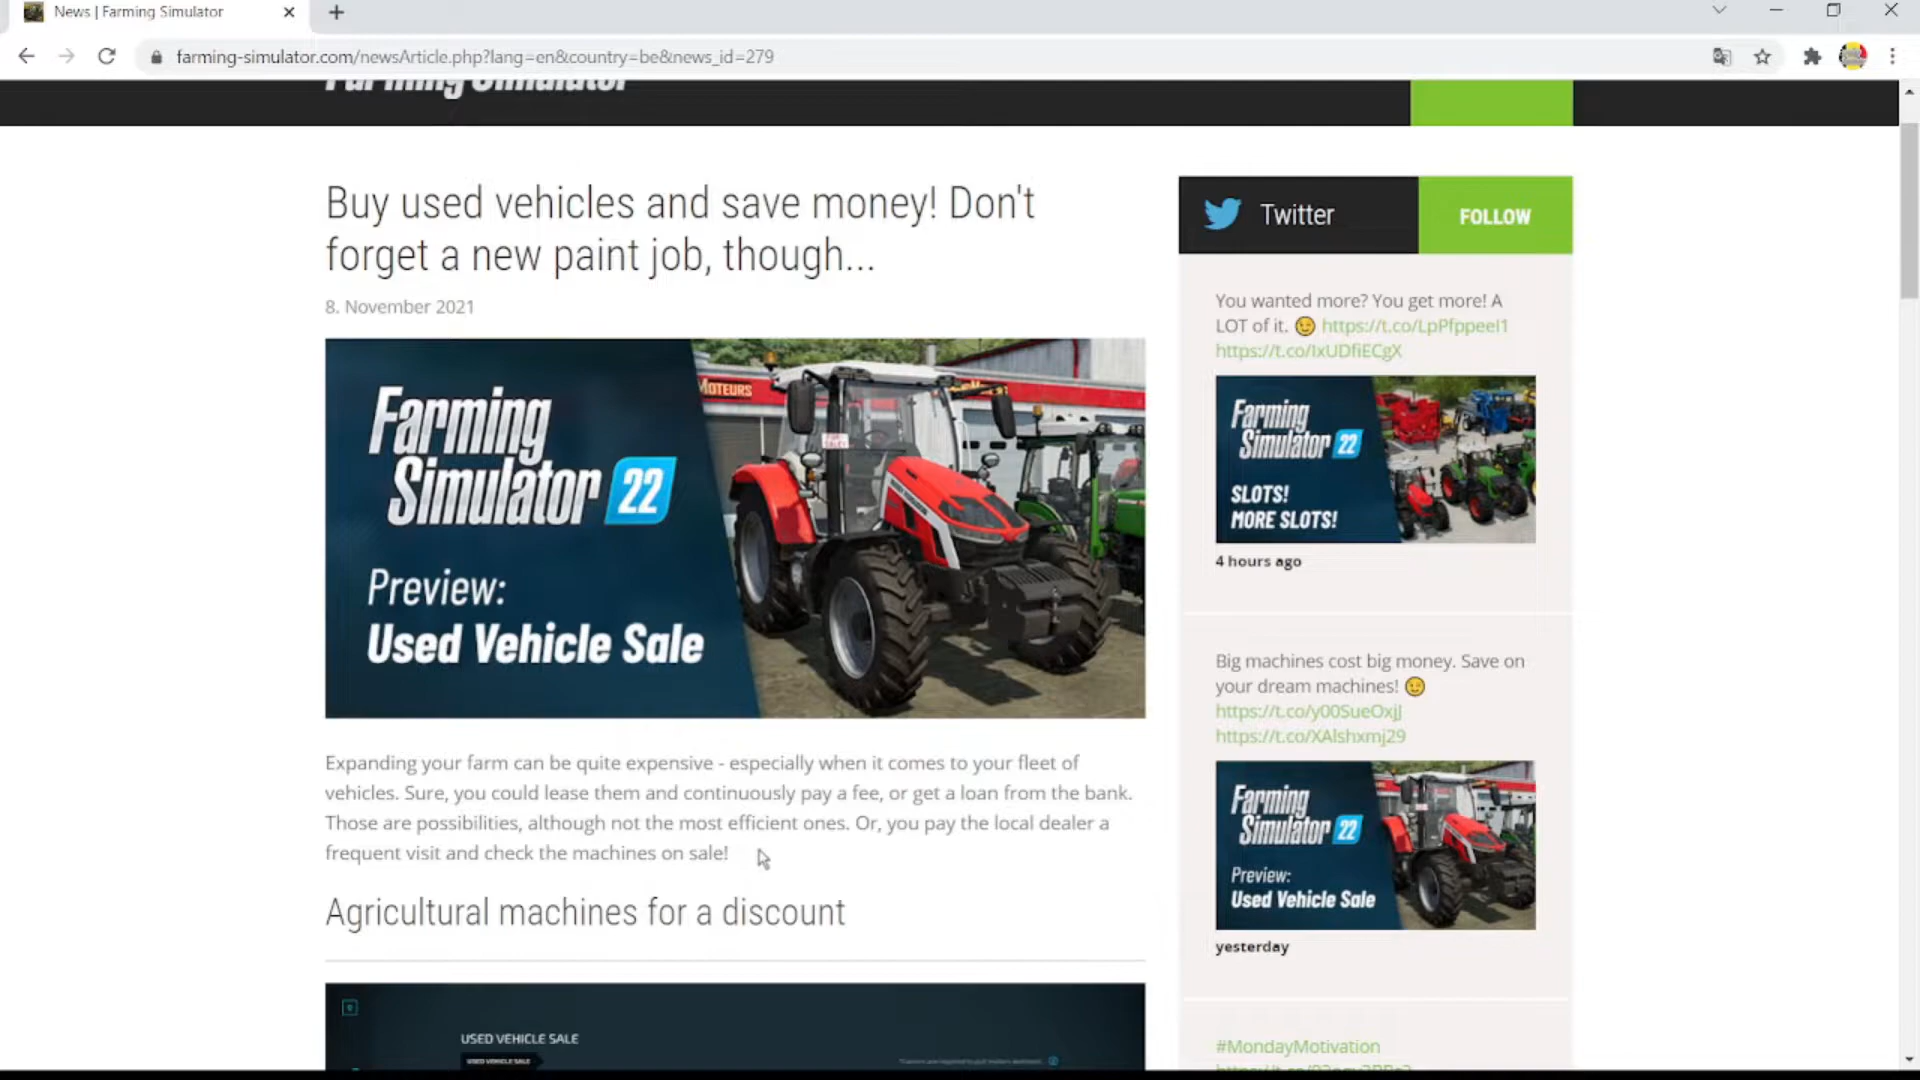 News | Farming Simulator
farming-simulator.com/newsArticle.php?lang=en&country=be&news_id=279
Farming Simulator
Buy used vehicles and save money! Don't
forget a new paint job, though...
8. November 2021
MOTEURS
Farming
Simulator 22
Preview:
Used Vehicle Sale
Expanding your farm can be quite expensive - especially when it comes to your fleet of
vehicles. Sure, you could lease them and continuously pay a fee, or get a loan from the bank.
Those are possibilities, although not the most efficient ones. Or, you pay the local dealer a
frequent visit and check the machines on sale!
Agricultural machines for a discount
USED VEHICLE SALE
USED VEHICLE SALE
Twitter
FOLLOW
You wanted more? You get more! A
LOT of it. 😉 https://t.co/LpPfppeeI1
https://t.co/IxUDfiECgX
Farming
Simulator 22
SLOTS!
MORE SLOTS!
4 hours ago
Big machines cost big money. Save on
your dream machines! 😉
https://t.co/y00SueOxjJ
https://t.co/XAlshxmj29
Farming
Simulator 22
Preview:
Used Vehicle Sale
yesterday
#MondayMotivation